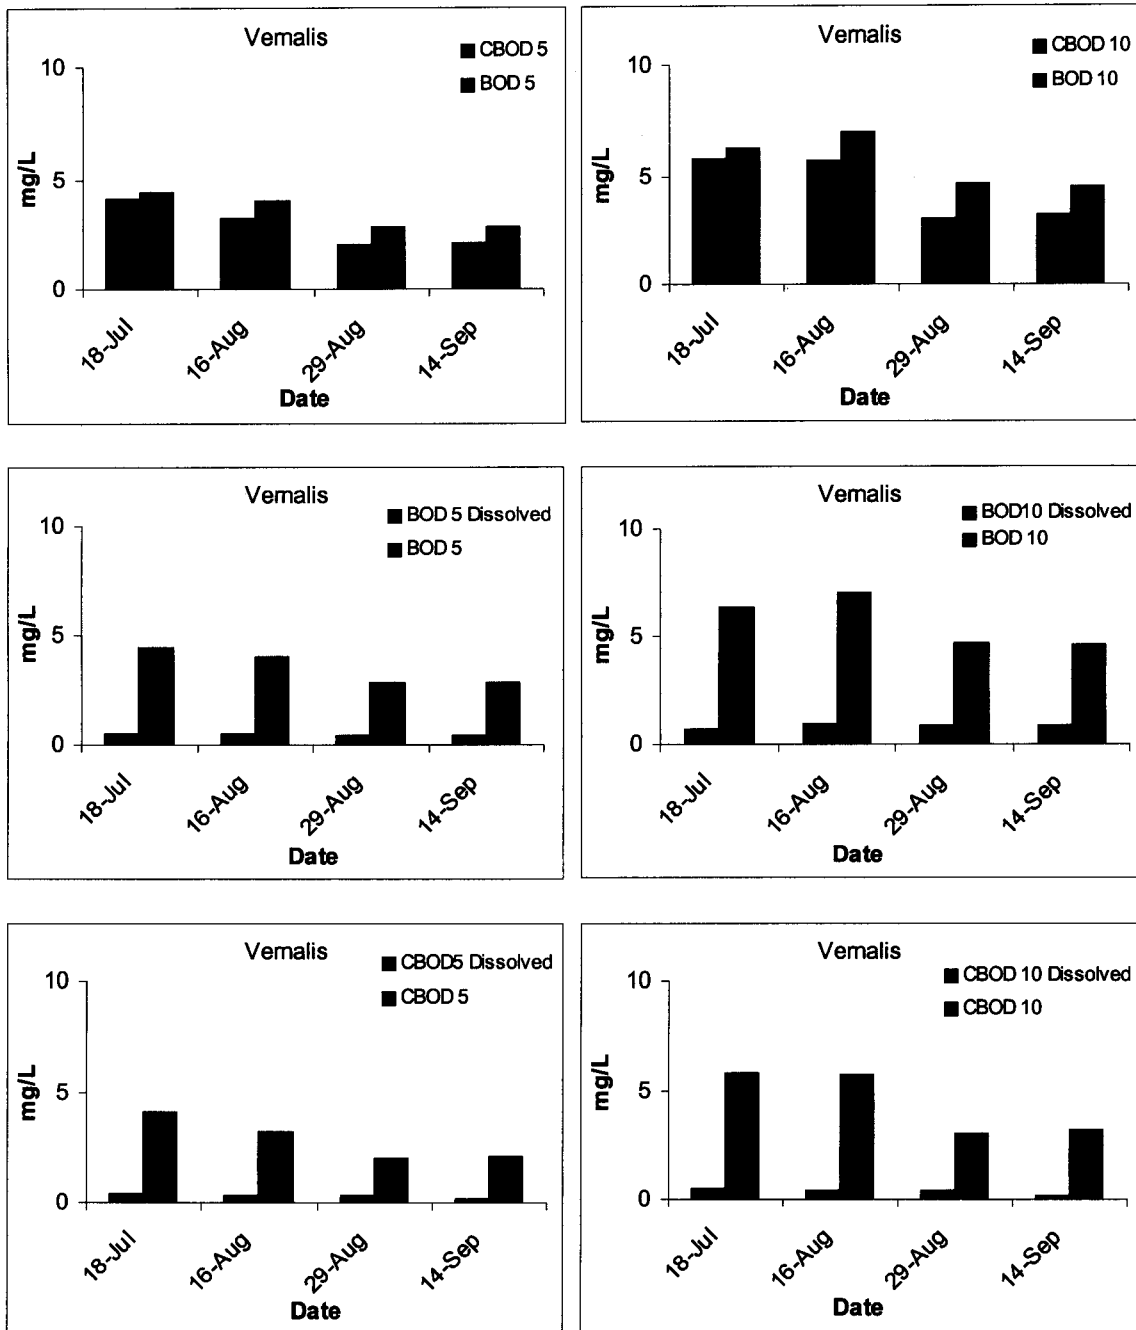 Vernalis
CBOD 5
BOD 5
10
5
0
mg/L
18-Jul
16-Aug
29-Aug
14-Sep
Date
Vernalis
CBOD 10
BOD 10
10
5
0
mg/L
18-Jul
16-Aug
29-Aug
14-Sep
Date
Vernalis
BOD 5 Dissolved
BOD 5
10
5
0
mg/L
18-Jul
16-Aug
29-Aug
14-Sep
Date
Vernalis
BOD10 Dissolved
BOD 10
10
5
0
mg/L
18-Jul
16-Aug
29-Aug
14-Sep
Date
Vernalis
CBOD5 Dissolved
CBOD 5
10
5
0
mg/L
18-Jul
16-Aug
29-Aug
14-Sep
Date
Vernalis
CBOD 10 Dissolved
CBOD 10
10
5
0
mg/L
18-Jul
16-Aug
29-Aug
14-Sep
Date